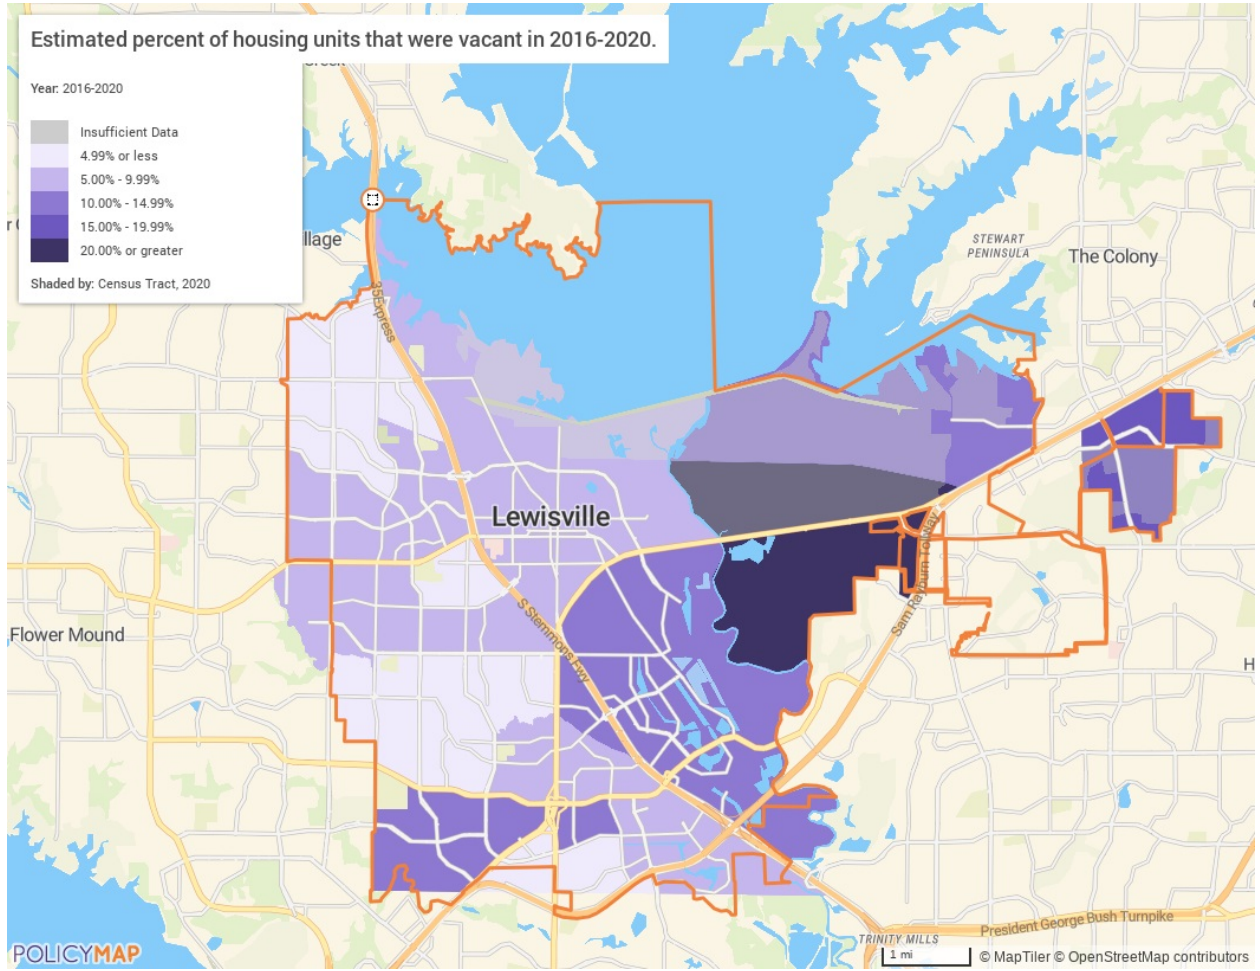 Estimated percent of housing units that were vacant in 2016-2020.
Year: 2016-2020
Insufficient Data
4.99% or less
5.00% - 9.99%
10.00% - 14.99%
15.00% - 19.99%
20.00% or greater
Shaded by: Census Tract, 2020
llage
35Express
STEWART
PENINSULA
The Colony
Lewisville
Sam Rayburn Tollway
S Stemmons Fwy
Flower Mound
H
President George Bush Turnpike
TRINITY MILLS
POLICYMAP
1 mi
© MapTiler © OpenStreetMap contributors